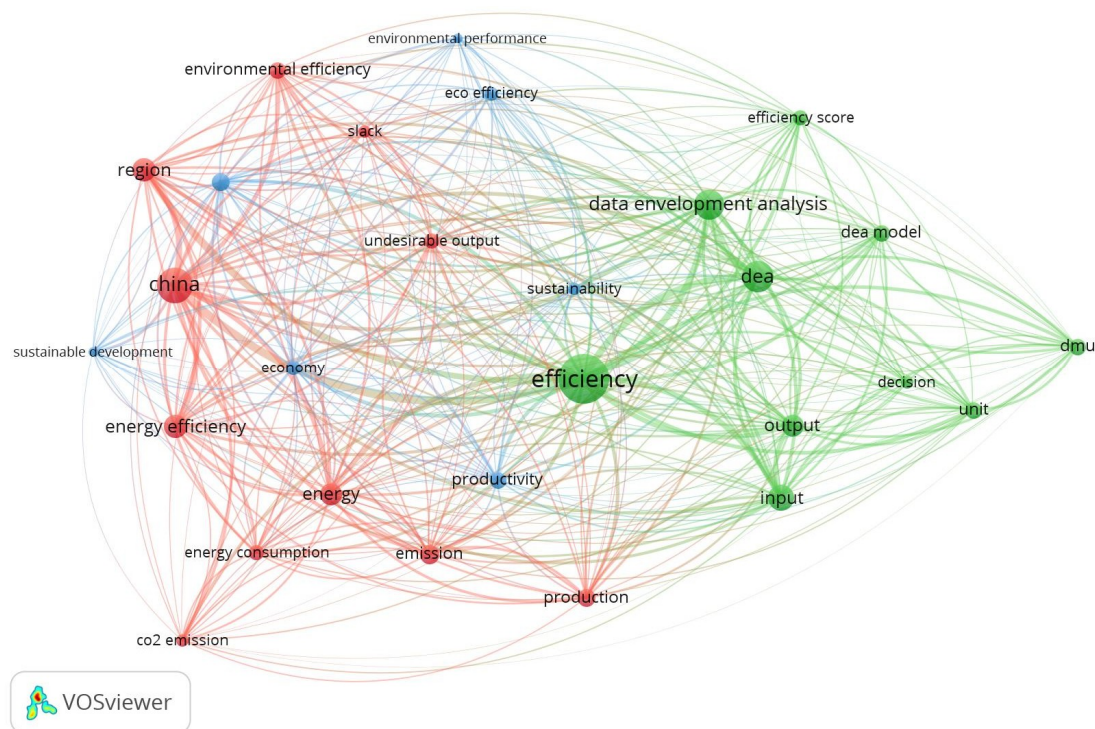 environmental performance
environmental efficiency
eco efficiency
efficiency score
slack
region
data envelopment analysis
dea model
undesirable output
dea
china
sustainability
dmu
sustainable development
economy
efficiency
decision
unit
energy efficiency
output
productivity
energy
input
energy consumption
emission
production
co2 emission
VOSviewer